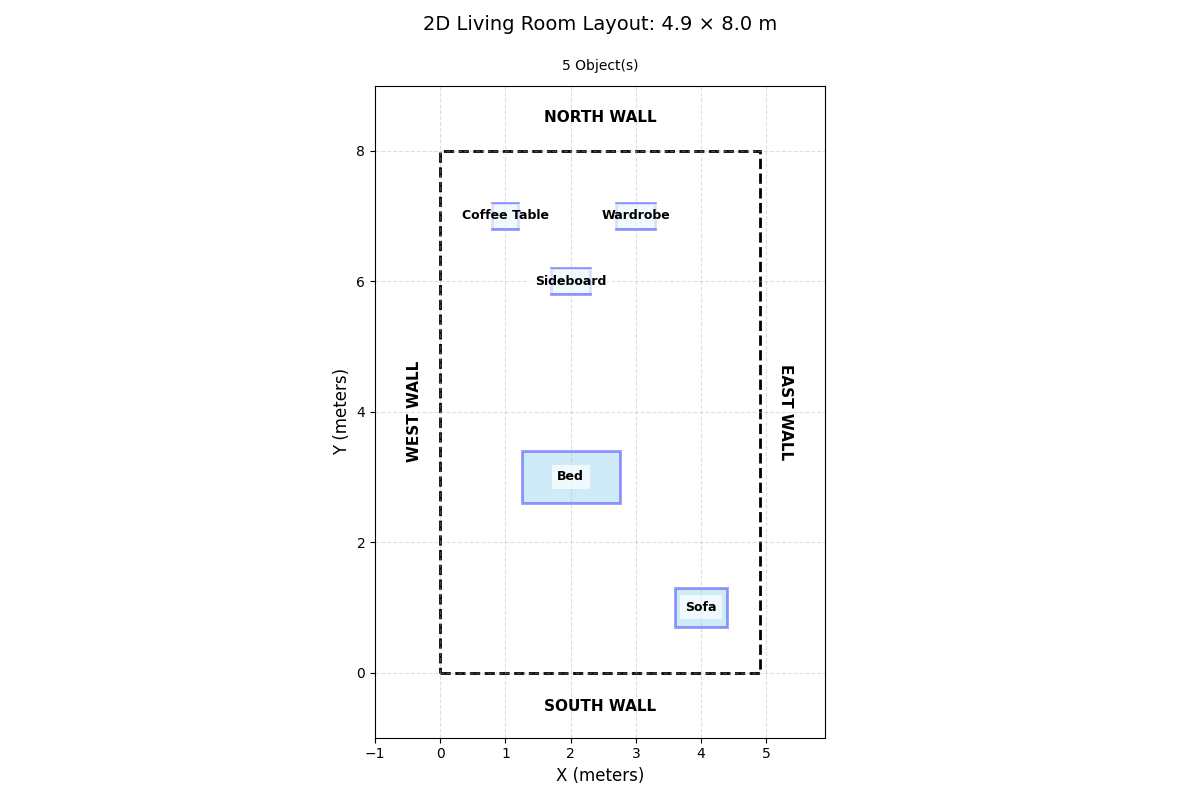 2D Living Room Layout: 4.9 × 8.0 m
5 Object(s)
NORTH WALL
8
Coffee Table
Wardrobe
6
Sideboard
WEST WALL
EAST WALL
Y (meters)
4
Bed
2
Sofa
0
SOUTH WALL
−1 0 1 2 3 4 5
X (meters)